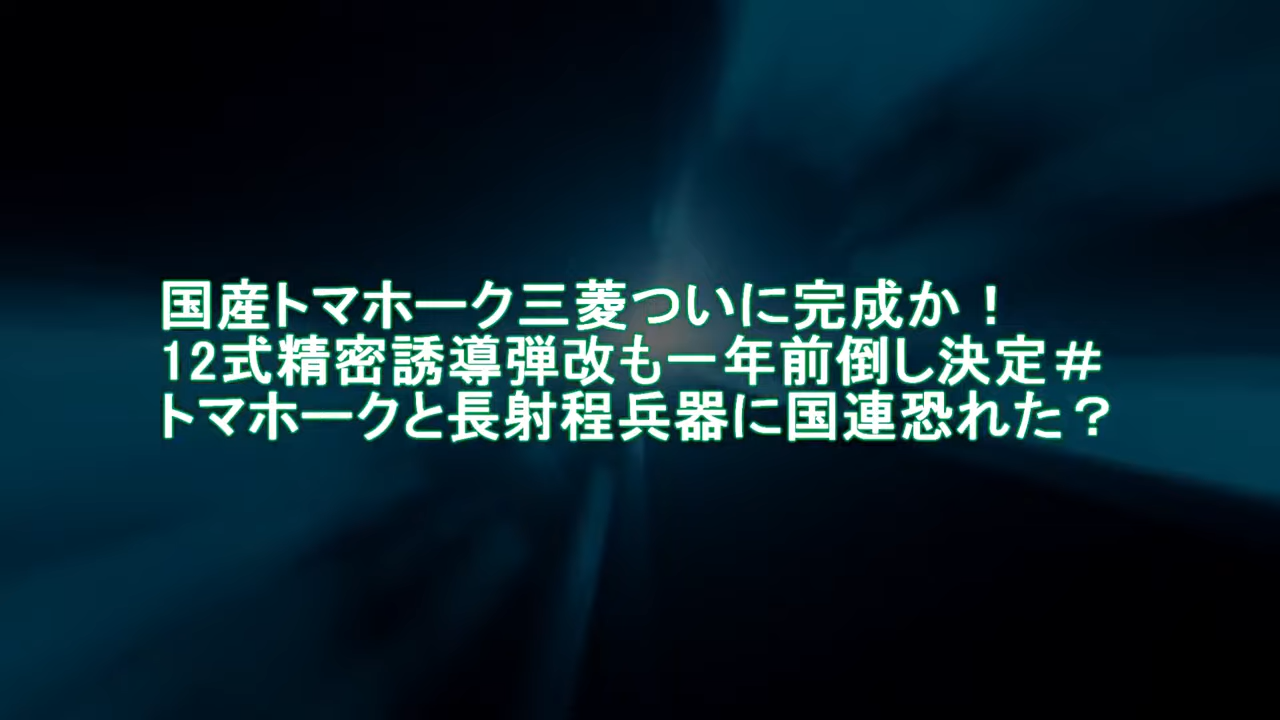 国産トマホーク三菱ついに完成か！
12式精密誘導弾改も一年前倒し決定＃
トマホークと長射程兵器に国連恐れた？